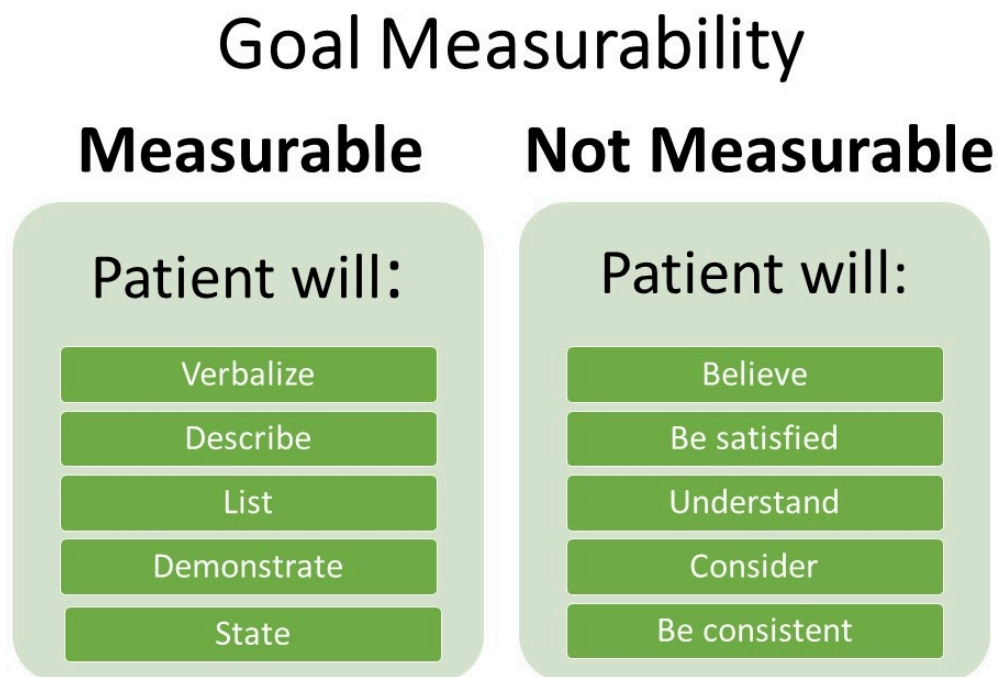 Goal Measurability
Measurable
Patient will:
Verbalize
Describe
List
Demonstrate
State
Not Measurable
Patient will:
Believe
Be satisfied
Understand
Consider
Be consistent